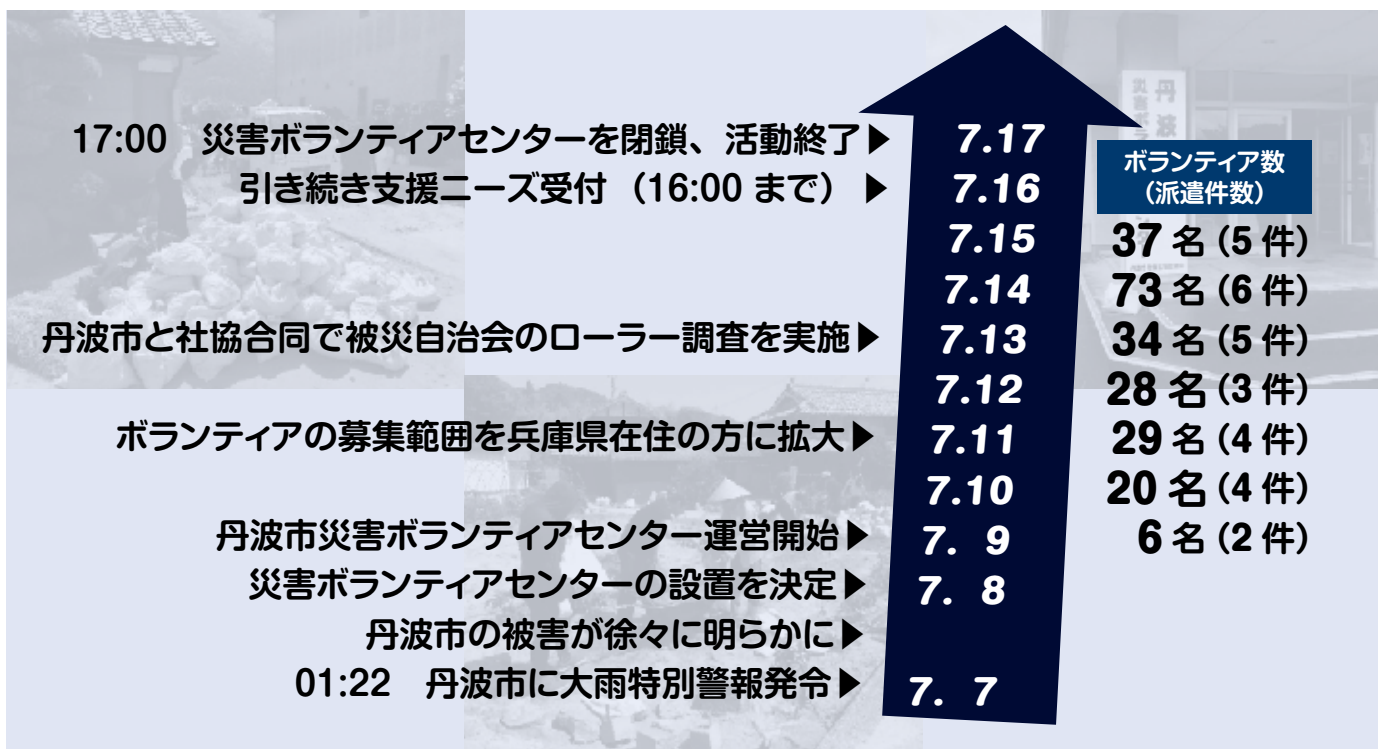 17:00 災害ボランティアセンターを閉鎖、活動終了▶ 7.17
ボランティア数
(派遣件数)
引き続き支援ニーズ受付 (16:00 まで) ▶ 7.16
7.15 37 名 (5 件)
7.14 73 名 (6 件)
丹波市と社協合同で被災自治会のローラー調査を実施▶ 7.13 34 名 (5 件)
7.12 28 名 (3 件)
ボランティアの募集範囲を兵庫県在住の方に拡大▶ 7.11 29 名 (4 件)
7.10 20 名 (4 件)
丹波市災害ボランティアセンター運営開始▶ 7. 9 6 名 (2 件)
災害ボランティアセンターの設置を決定▶ 7. 8
丹波市の被害が徐々に明らかに▶
01:22 丹波市に大雨特別警報発令▶ 7. 7